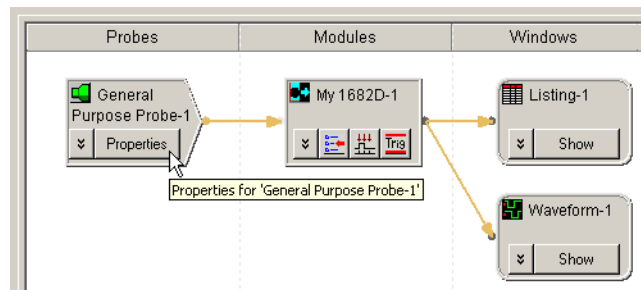 Probes
Modules
Windows
General
Purpose Probe-1
Properties
My 1682D-1
Trig
Listing-1
Show
Properties for 'General Purpose Probe-1'
Waveform-1
Show